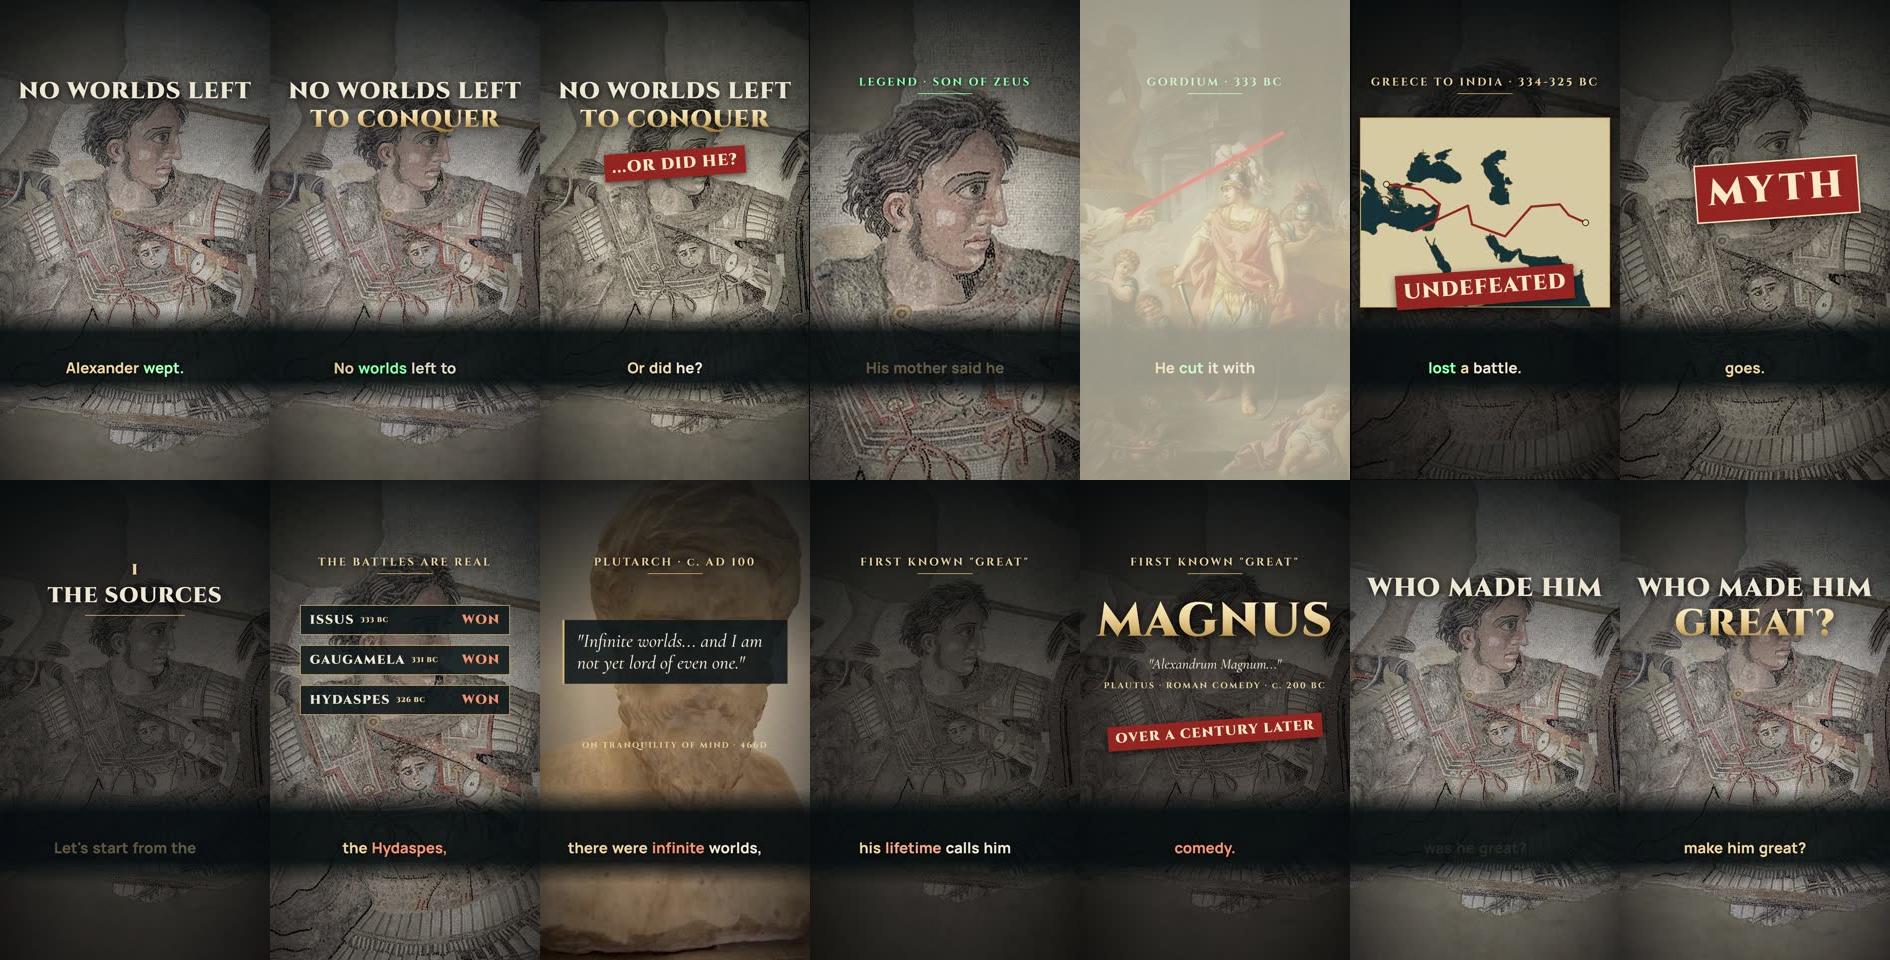 NO WORLDS LEFT
Alexander wept.
NO WORLDS LEFT
TO CONQUER
No worlds left to
NO WORLDS LEFT
TO CONQUER
...OR DID HE?
Or did he?
LEGEND · SON OF ZEUS
His mother said he
GORDIUM · 333 BC
He cut it with
GREECE TO INDIA · 334-325 BC
UNDEFEATED
lost a battle.
MYTH
goes.
I
THE SOURCES
Let's start from the
THE BATTLES ARE REAL
ISSUS 333 BC WON
GAUGAMELA 331 BC WON
HYDASPES 326 BC WON
the Hydaspes,
PLUTARCH · C. AD 100
"Infinite worlds... and I am
not yet lord of even one."
ON TRANQUILITY OF MIND · 466D
there were infinite worlds,
FIRST KNOWN "GREAT"
his lifetime calls him
FIRST KNOWN "GREAT"
MAGNUS
"Alexandrum Magnum..."
PLAUTUS · ROMAN COMEDY · C. 200 BC
OVER A CENTURY LATER
comedy.
WHO MADE HIM
was he great?
WHO MADE HIM
GREAT?
make him great?